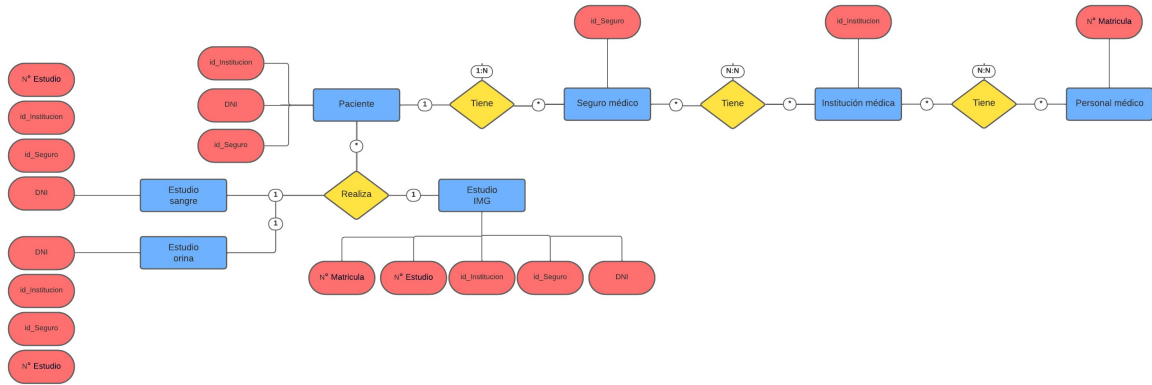 id_Seguro
id_Institucion
N° Matricula
id_Institucion
N° Estudio
1:N
N:N
N:N
DNI
Paciente
1
Tiene
*
Seguro médico
*
Tiene
*
Institución médica
*
Tiene
*
Personal médico
id_Institucion
id_Seguro
*
id_Seguro
DNI
Estudio
sangre
1
Realiza
1
Estudio
IMG
1
DNI
Estudio
orina
N° Matricula
N° Estudio
id_Institucion
id_Seguro
DNI
id_Institucion
id_Seguro
N° Estudio